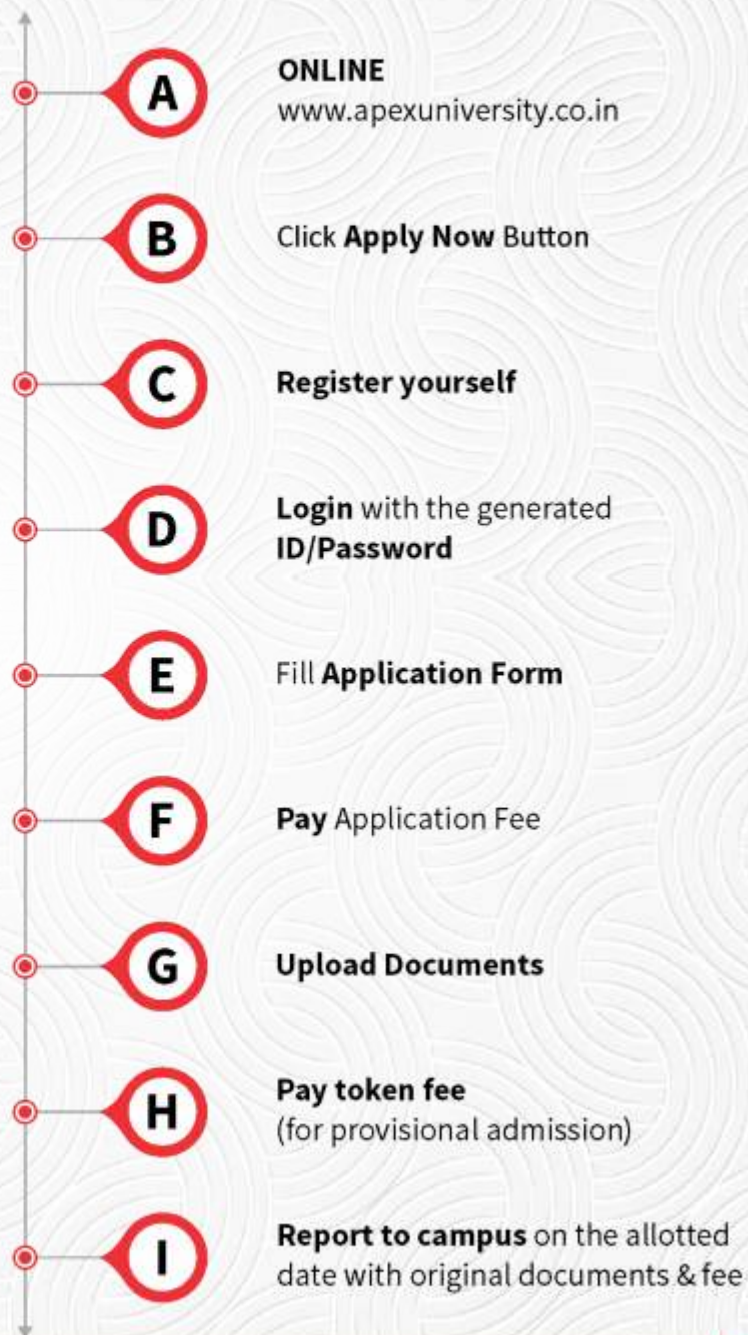 A
ONLINE
www.apexuniversity.co.in
B
Click Apply Now Button
C
Register yourself
D
Login with the generated
ID/Password
E
Fill Application Form
F
Pay Application Fee
G
Upload Documents
H
Pay token fee
(for provisional admission)
I
Report to campus on the allotted
date with original documents & fee